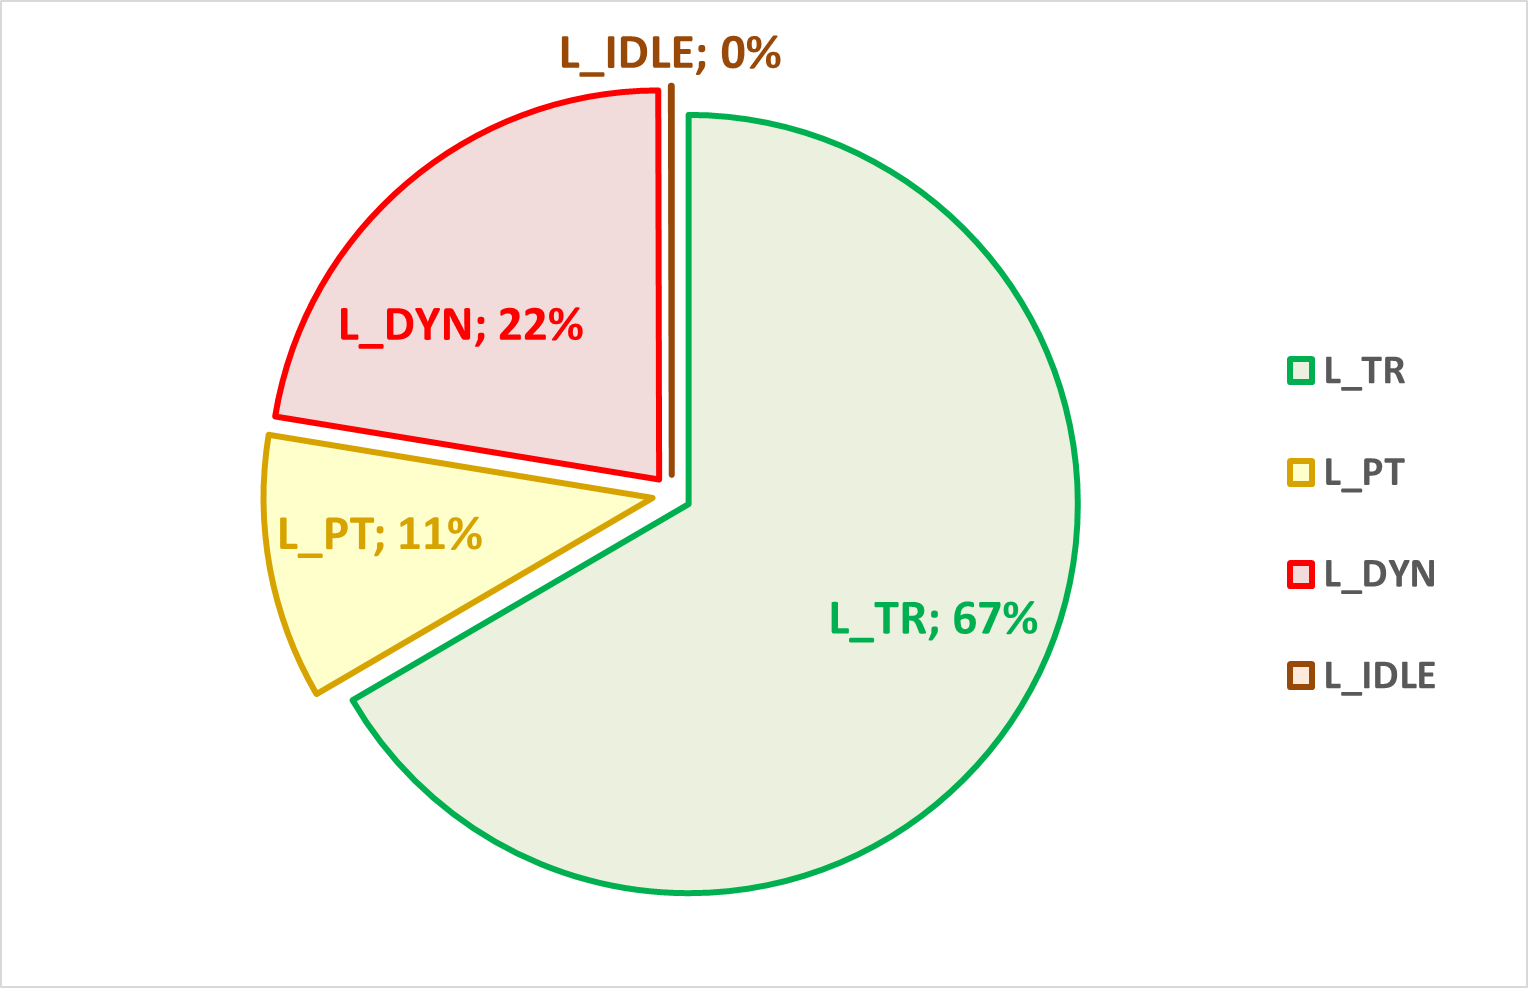 L_IDLE; 0%
L_DYN; 22%
L_PT; 11%
L_TR; 67%
L_TR
L_PT
L_DYN
L_IDLE